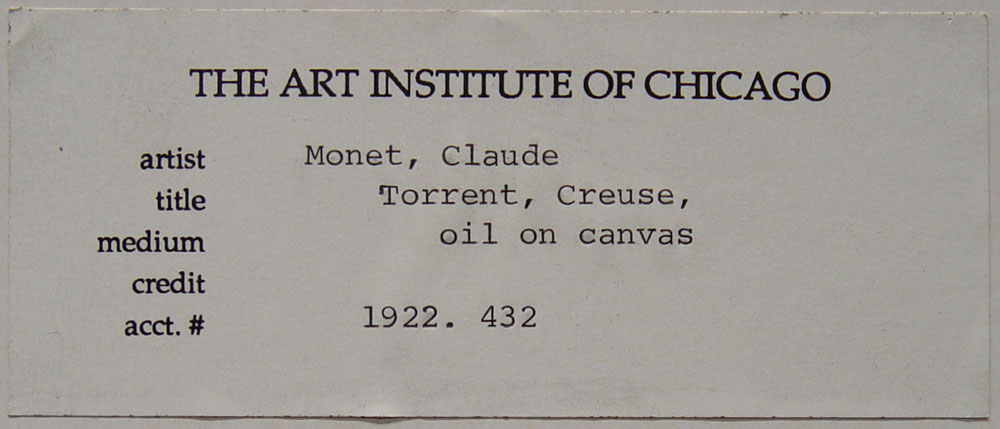 THE ART INSTITUTE OF CHICAGO
artist Monet, Claude
title Torrent, Creuse,
medium oil on canvas
credit
acct. # 1922. 432